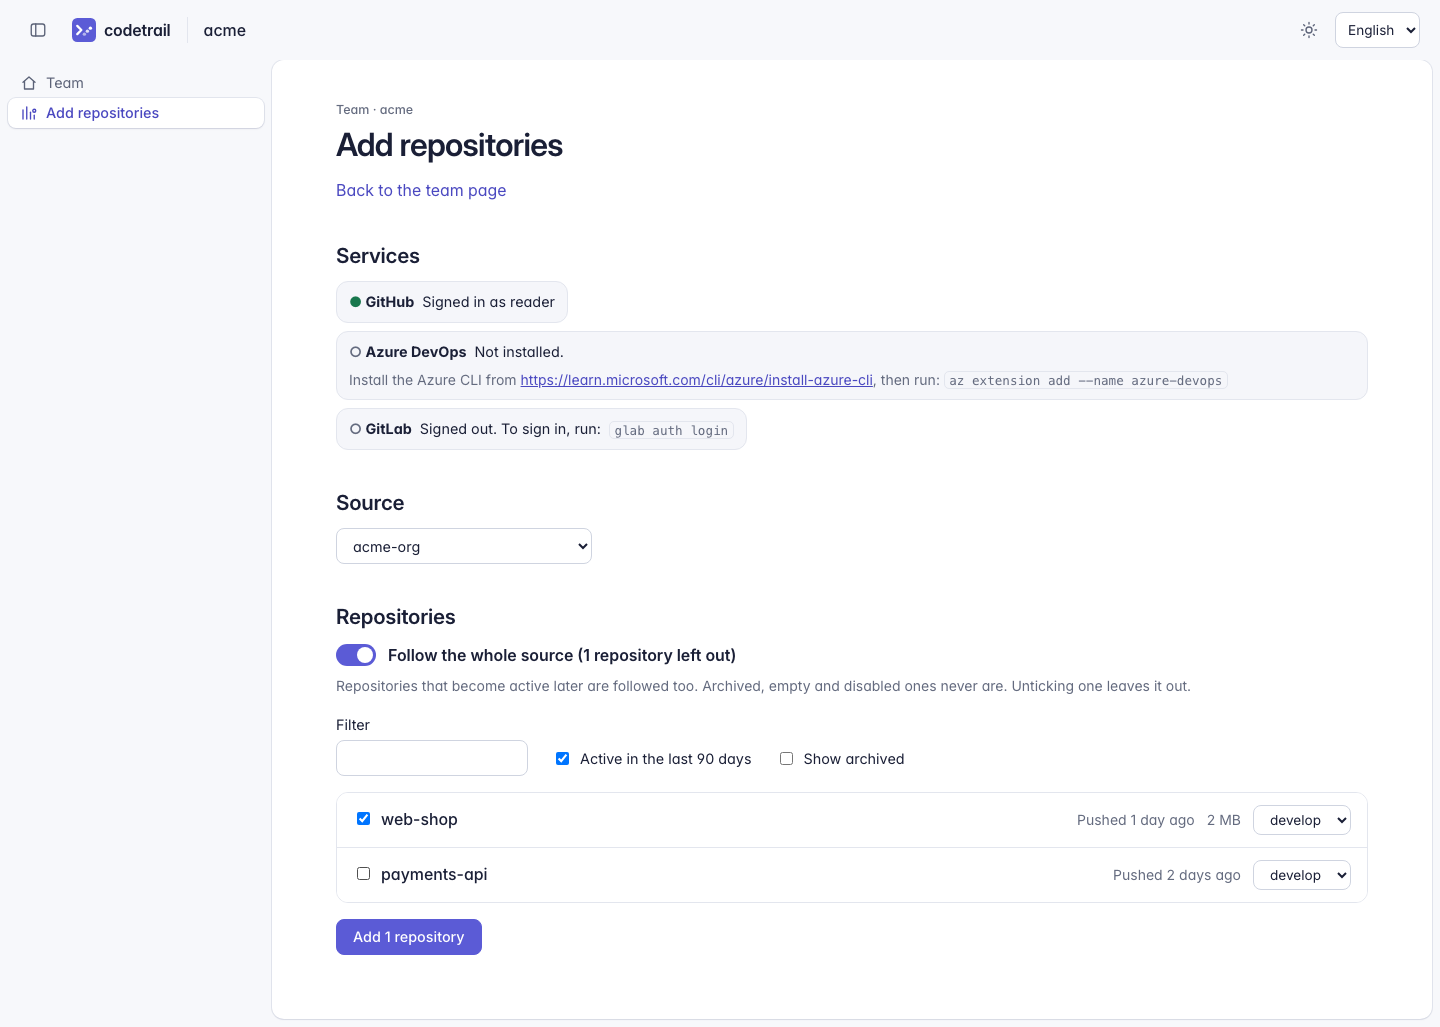 codetrail
acme
English
Team
Add repositories
Team · acme
Add repositories
Back to the team page
Services
GitHub Signed in as reader
Azure DevOps Not installed.
Install the Azure CLI from https://learn.microsoft.com/cli/azure/install-azure-cli, then run: az extension add --name azure-devops
GitLab Signed out. To sign in, run: glab auth login
Source
acme-org
Repositories
Follow the whole source (1 repository left out)
Repositories that become active later are followed too. Archived, empty and disabled ones never are. Unticking one leaves it out.
Filter
Active in the last 90 days
Show archived
web-shop Pushed 1 day ago 2 MB develop
payments-api Pushed 2 days ago develop
Add 1 repository